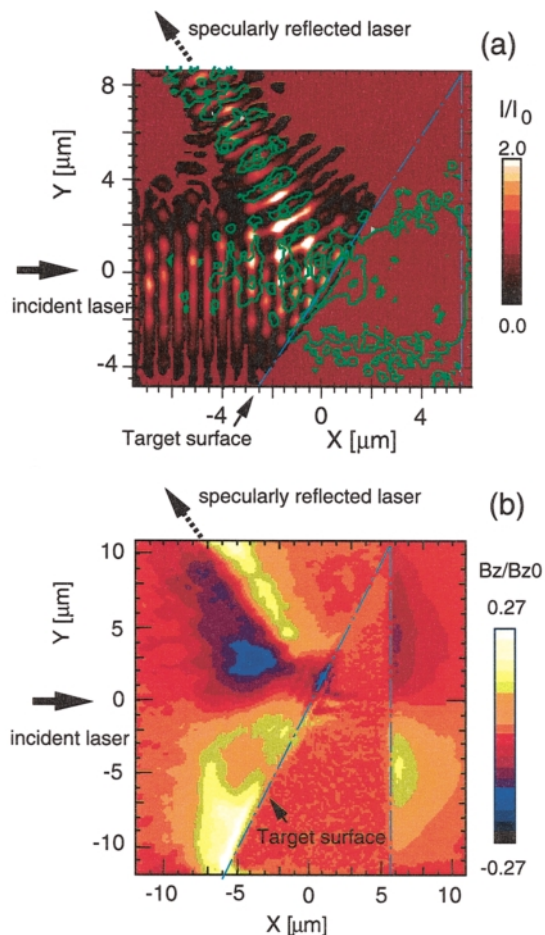 specularly reflected laser
(a)
8
4
0
-4
Y [μm]
incident laser
I/I0
2.0
0.0
-4
0
4
X [μm]
Target surface
specularly reflected laser
(b)
10
5
0
-5
-10
Y [μm]
incident laser
Bz/Bz0
0.27
-0.27
Target surface
-10
-5
0
5
10
X [μm]